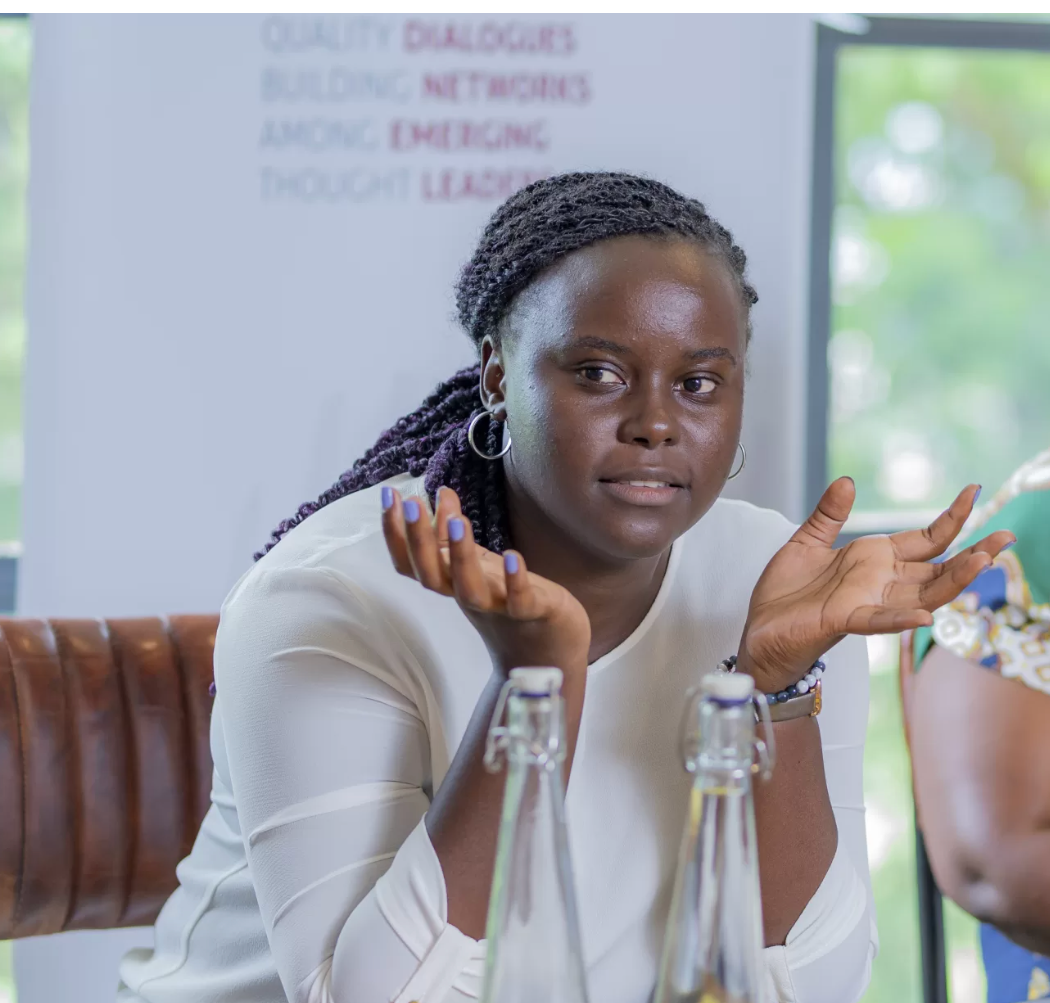 QUALITY DIALOGUES
BUILDING NETWORKS
AMONG EMERGING
THOUGHT